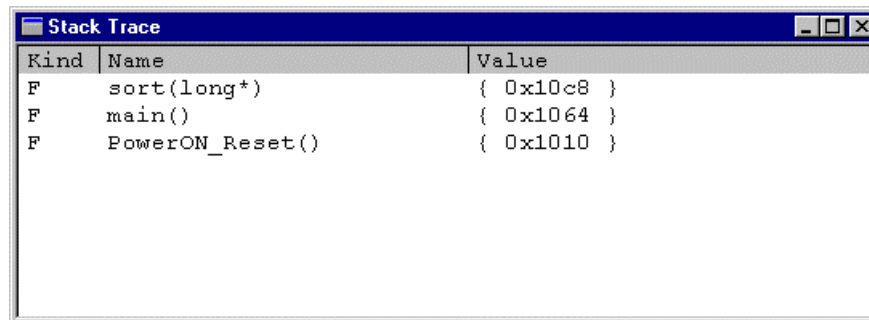 Stack Trace
Kind Name Value
F sort(long*) { 0x10c8 }
F main() { 0x1064 }
F PowerON_Reset() { 0x1010 }